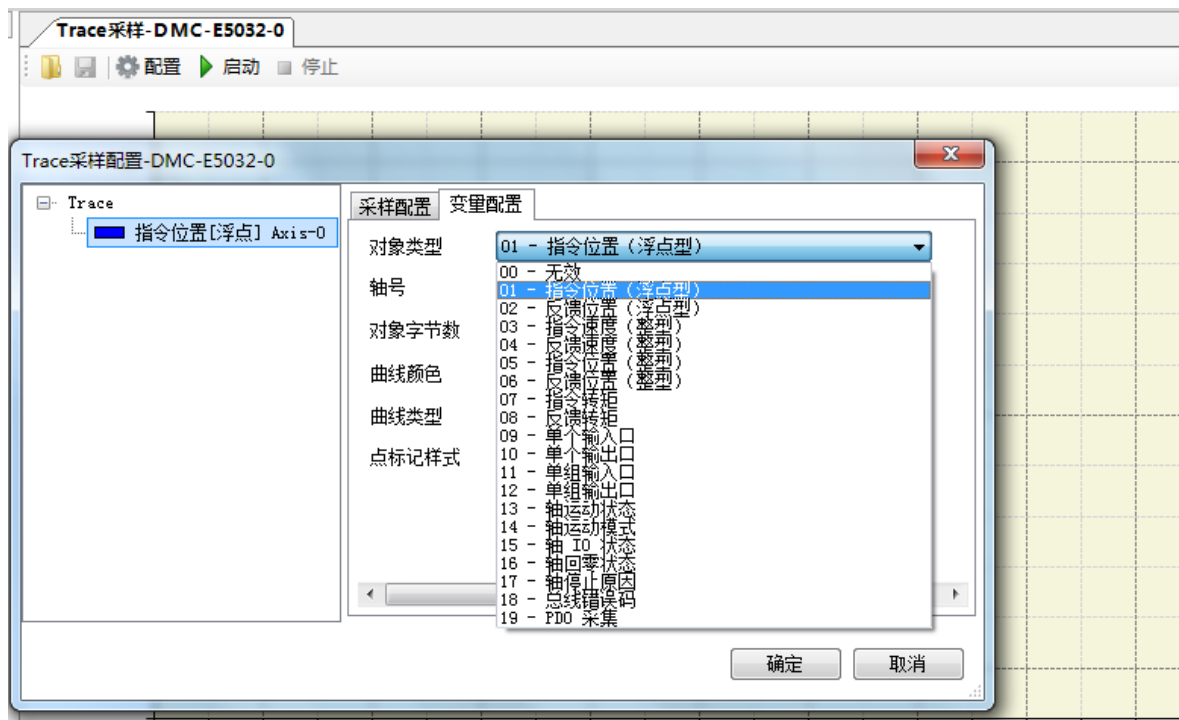 Trace采样-DMC-E5032-0
配置 启动 停止
Trace采样配置-DMC-E5032-0
Trace
指令位置[浮点] Axis-0
采样配置 变量配置
对象类型
01 - 指令位置（浮点型）
轴号
对象字节数
曲线颜色
曲线类型
点标记样式
00 - 无效
01 - 指令位置（浮点型）
02 - 反馈位置（浮点型）
03 - 指令速度（整型）
04 - 反馈速度（整型）
05 - 指令位置（整型）
06 - 反馈位置（整型）
07 - 指令转矩
08 - 反馈转矩
09 - 单个输入口
10 - 单个输出口
11 - 单组输入口
12 - 单组输出口
13 - 轴运动状态
14 - 轴运动模式
15 - 轴 IO 状态
16 - 轴回零状态
17 - 轴停止原因
18 - 总线错误码
19 - PDO 采集
确定 取消